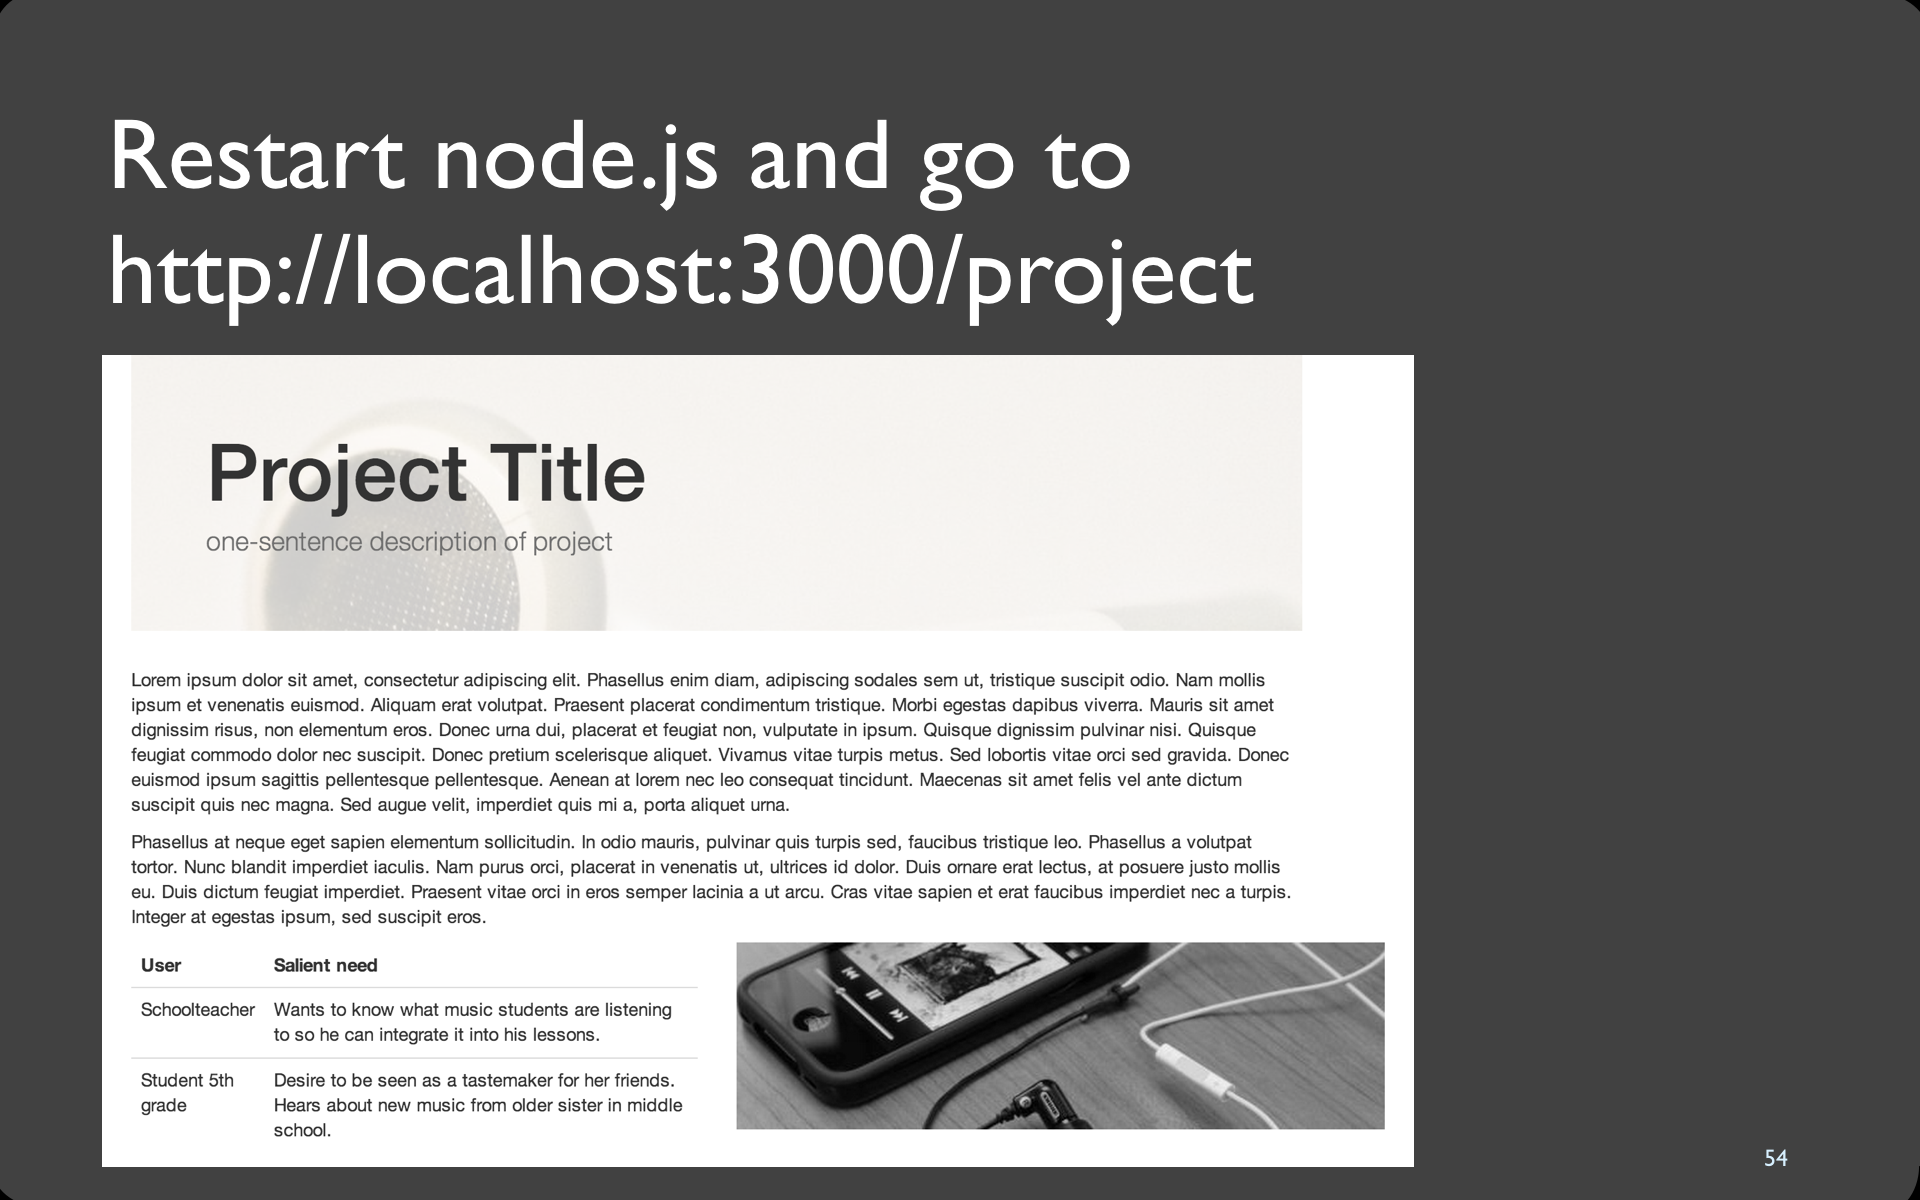 Restart node.js and go to
http://localhost:3000/project
Project Title
one-sentence description of project
Lorem ipsum dolor sit amet, consectetur adipiscing elit. Phasellus enim diam, adipiscing sodales sem ut, tristique suscipit odio. Nam mollis
ipsum et venenatis euismod. Aliquam erat volutpat. Praesent placerat condimentum tristique. Morbi egestas dapibus viverra. Mauris sit amet
dignissim risus, non elementum eros. Donec urna dui, placerat et feugiat non, vulputate in ipsum. Quisque dignissim pulvinar nisi. Quisque
feugiat commodo dolor nec suscipit. Donec pretium scelerisque aliquet. Vivamus vitae turpis metus. Sed lobortis vitae orci sed gravida. Donec
euismod ipsum sagittis pellentesque pellentesque. Aenean at lorem nec leo consequat tincidunt. Maecenas sit amet felis vel ante dictum
suscipit quis nec magna. Sed augue velit, imperdiet quis mi a, porta aliquet urna.
Phasellus at neque eget sapien elementum sollicitudin. In odio mauris, pulvinar quis turpis sed, faucibus tristique leo. Phasellus a volutpat
tortor. Nunc blandit imperdiet iaculis. Nam purus orci, placerat in venenatis ut, ultrices id dolor. Duis ornare erat lectus, at posuere justo mollis
eu. Duis dictum feugiat imperdiet. Praesent vitae orci in eros semper lacinia a ut arcu. Cras vitae sapien et erat faucibus imperdiet nec a turpis.
Integer at egestas ipsum, sed suscipit eros.
User Salient need
Schoolteacher Wants to know what music students are listening
to so he can integrate it into his lessons.
Student 5th Desire to be seen as a tastemaker for her friends.
grade Hears about new music from older sister in middle
school.
54